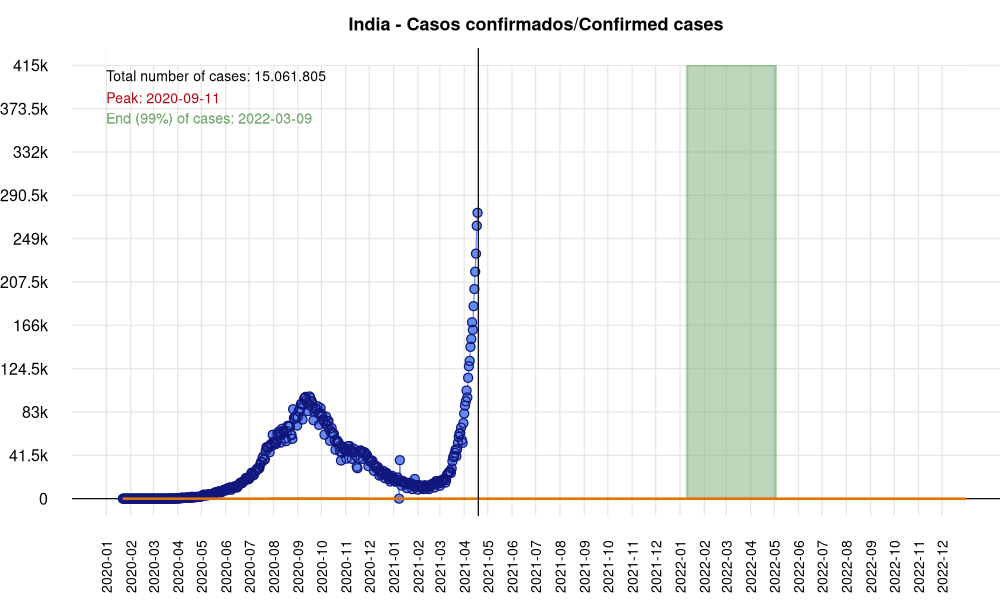 India - Casos confirmados/Confirmed cases
Total number of cases: 15.061.805
Peak: 2020-09-11
End (99%) of cases: 2022-03-09
415k
373.5k
332k
290.5k
249k
207.5k
166k
124.5k
83k
41.5k
0
2020-01
2020-02
2020-03
2020-04
2020-05
2020-06
2020-07
2020-08
2020-09
2020-10
2020-11
2020-12
2021-01
2021-02
2021-03
2021-04
2021-05
2021-06
2021-07
2021-08
2021-09
2021-10
2021-11
2021-12
2022-01
2022-02
2022-03
2022-04
2022-05
2022-06
2022-07
2022-08
2022-09
2022-10
2022-11
2022-12